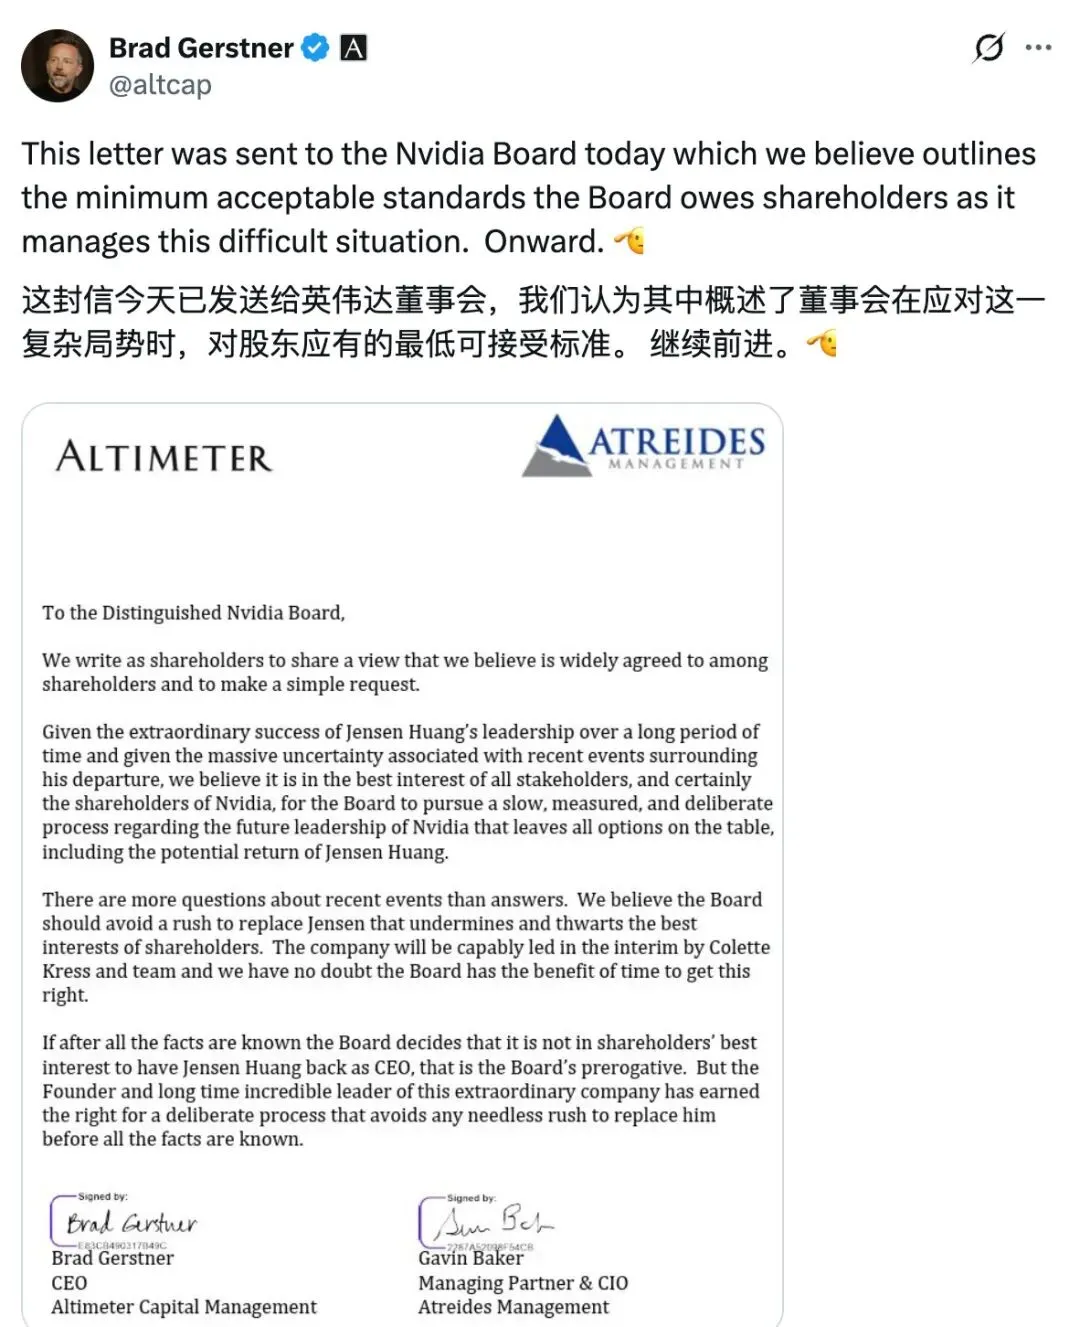 Brad Gerstner
@altcap
This letter was sent to the Nvidia Board today which we believe outlines
the minimum acceptable standards the Board owes shareholders as it
manages this difficult situation.  Onward. 🫡
这封信今天已发送给英伟达董事会，我们认为其中概述了董事会在应对这一
复杂局势时，对股东应有的最低可接受标准。 继续前进。🫡
ALTIMETER
ATREIDES
MANAGEMENT
To the Distinguished Nvidia Board,
We write as shareholders to share a view that we believe is widely agreed to among
shareholders and to make a simple request.
Given the extraordinary success of Jensen Huang's leadership over a long period of
time and given the massive uncertainty associated with recent events surrounding
his departure, we believe it is in the best interest of all stakeholders, and certainly
the shareholders of Nvidia, for the Board to pursue a slow, measured, and deliberate
process regarding the future leadership of Nvidia that leaves all options on the table,
including the potential return of Jensen Huang.
There are more questions about recent events than answers.  We believe the Board
should avoid a rush to replace Jensen that undermines and thwarts the best
interests of shareholders.  The company will be capably led in the interim by Colette
Kress and team and we have no doubt the Board has the benefit of time to get this
right.
If after all the facts are known the Board decides that it is not in shareholders' best
interest to have Jensen Huang back as CEO, that is the Board's prerogative.  But the
Founder and long time incredible leader of this extraordinary company has earned
the right for a deliberate process that avoids any needless rush to replace him
before all the facts are known.
Signed by:
Brad Gerstner
E83CB490317B49C
Brad Gerstner
CEO
Altimeter Capital Management
Signed by:
Gavin Baker
Managing Partner & CIO
Atreides Management